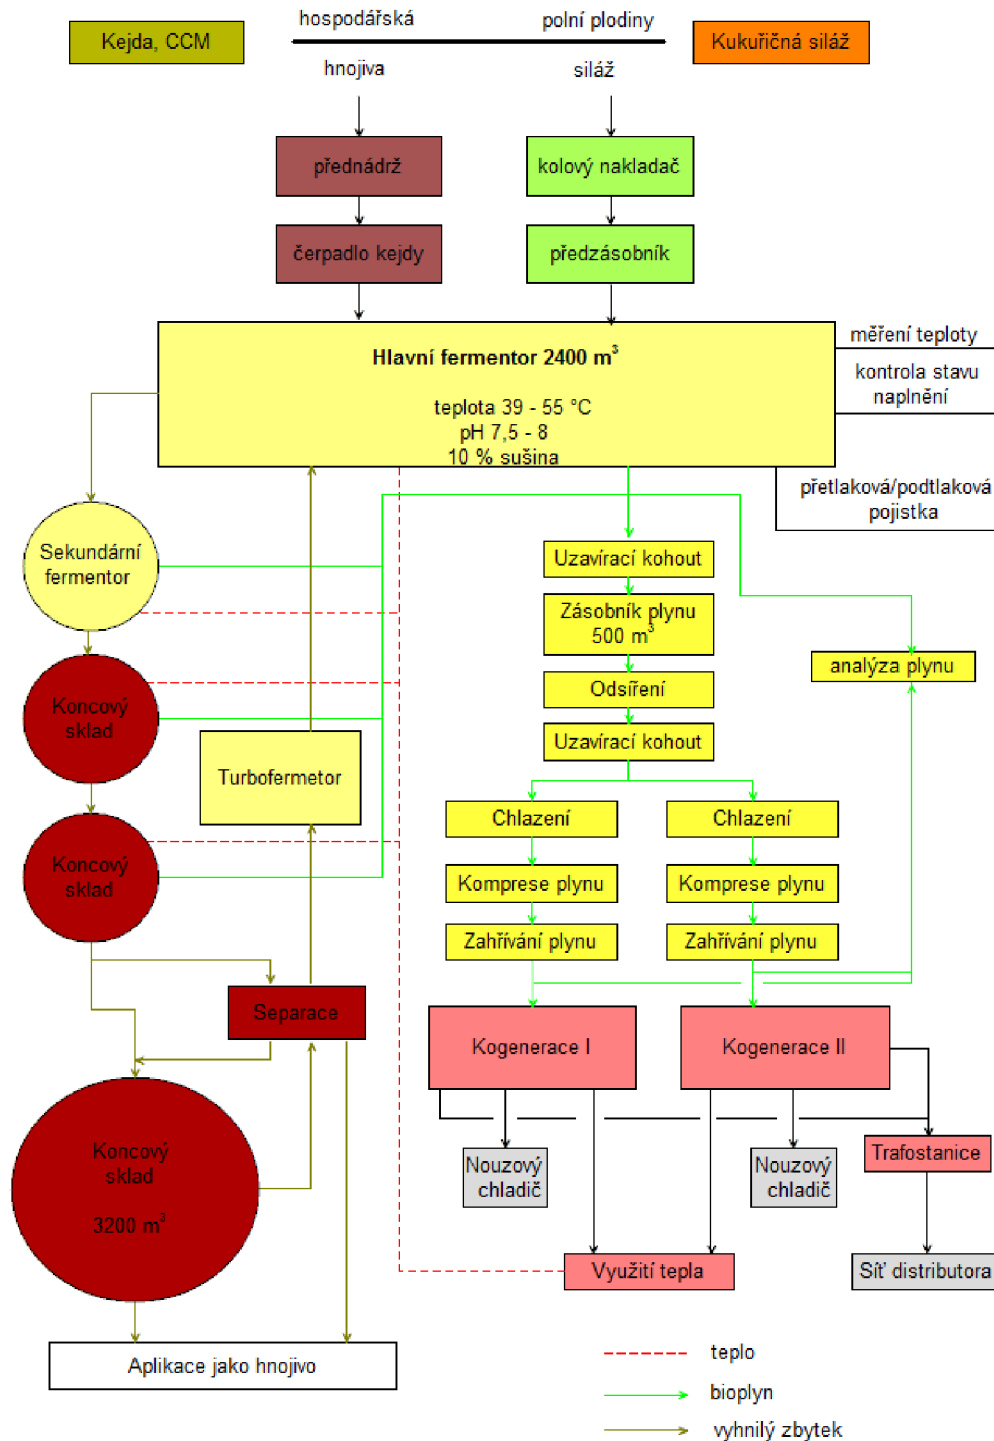 Kejda, CCM
hospodářská
polní plodiny
Kukuřičná siláž
hnojiva
siláž
přednádrž
kolový nakladač
čerpadlo kejdy
předzásobník
Hlavní fermentor 2400 m³
teplota 39 - 55 °C
pH 7,5 - 8
10 % sušina
měření teploty
kontrola stavu
naplnění
přetlaková/podtlaková
pojistka
Sekundární
fermentor
Uzavírací kohout
Zásobník plynu
500 m³
analýza plynu
Odsíření
Koncový
sklad
Uzavírací kohout
Turbofermetor
Chlazení
Chlazení
Koncový
sklad
Komprese plynu
Komprese plynu
Zahřívání plynu
Zahřívání plynu
Separace
Kogenerace I
Kogenerace II
Koncový
sklad
3200 m³
Nouzový
chladič
Nouzový
chladič
Trafostanice
Využití tepla
Síť distributora
Aplikace jako hnojivo
teplo
bioplyn
vyhnilý zbytek